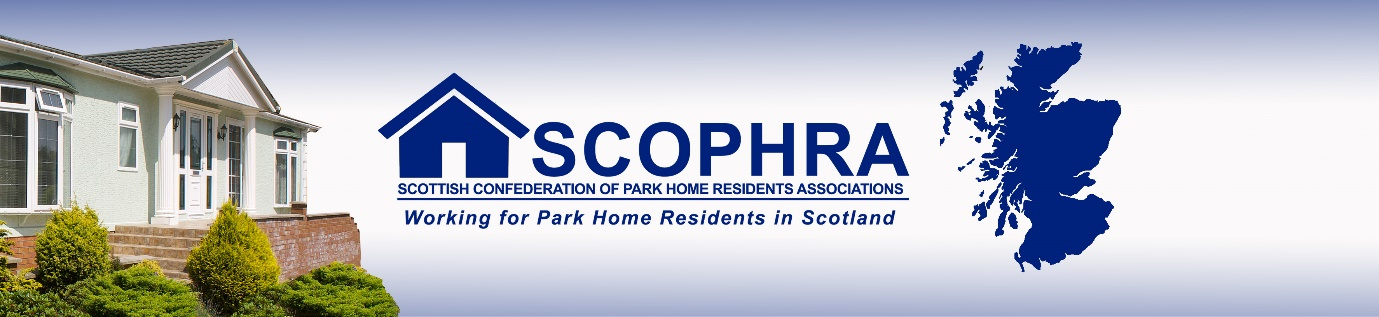 SCOPHRA
SCOTTISH CONFEDERATION OF PARK HOME RESIDENTS ASSOCIATIONS
Working for Park Home Residents in Scotland